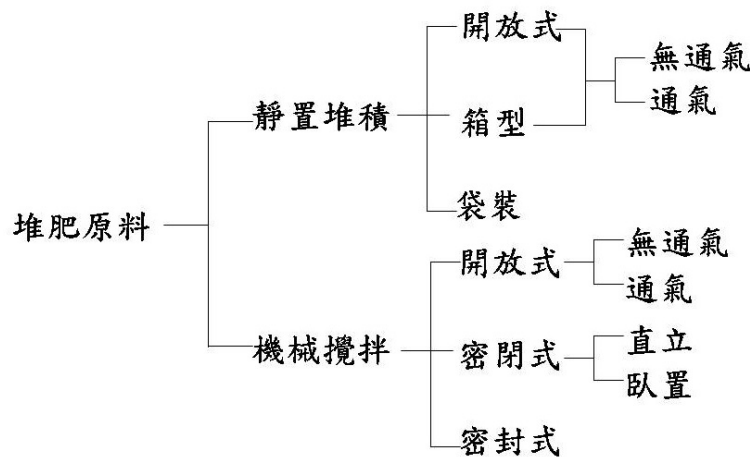 堆肥原料
靜置堆積
開放式
箱型
無通氣
通氣
袋裝
機械攪拌
開放式
無通氣
通氣
密閉式
直立
臥置
密封式